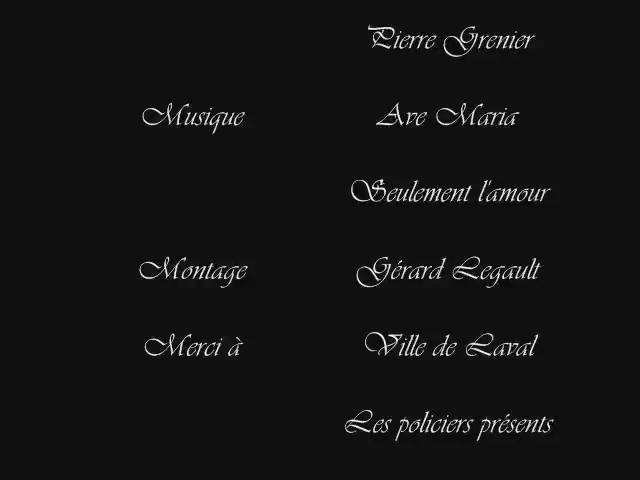 Pierre Grenier
Musique Ave Maria
Seulement l'amour
Montage Gérard Legault
Merci à Ville de Laval
Les policiers présents